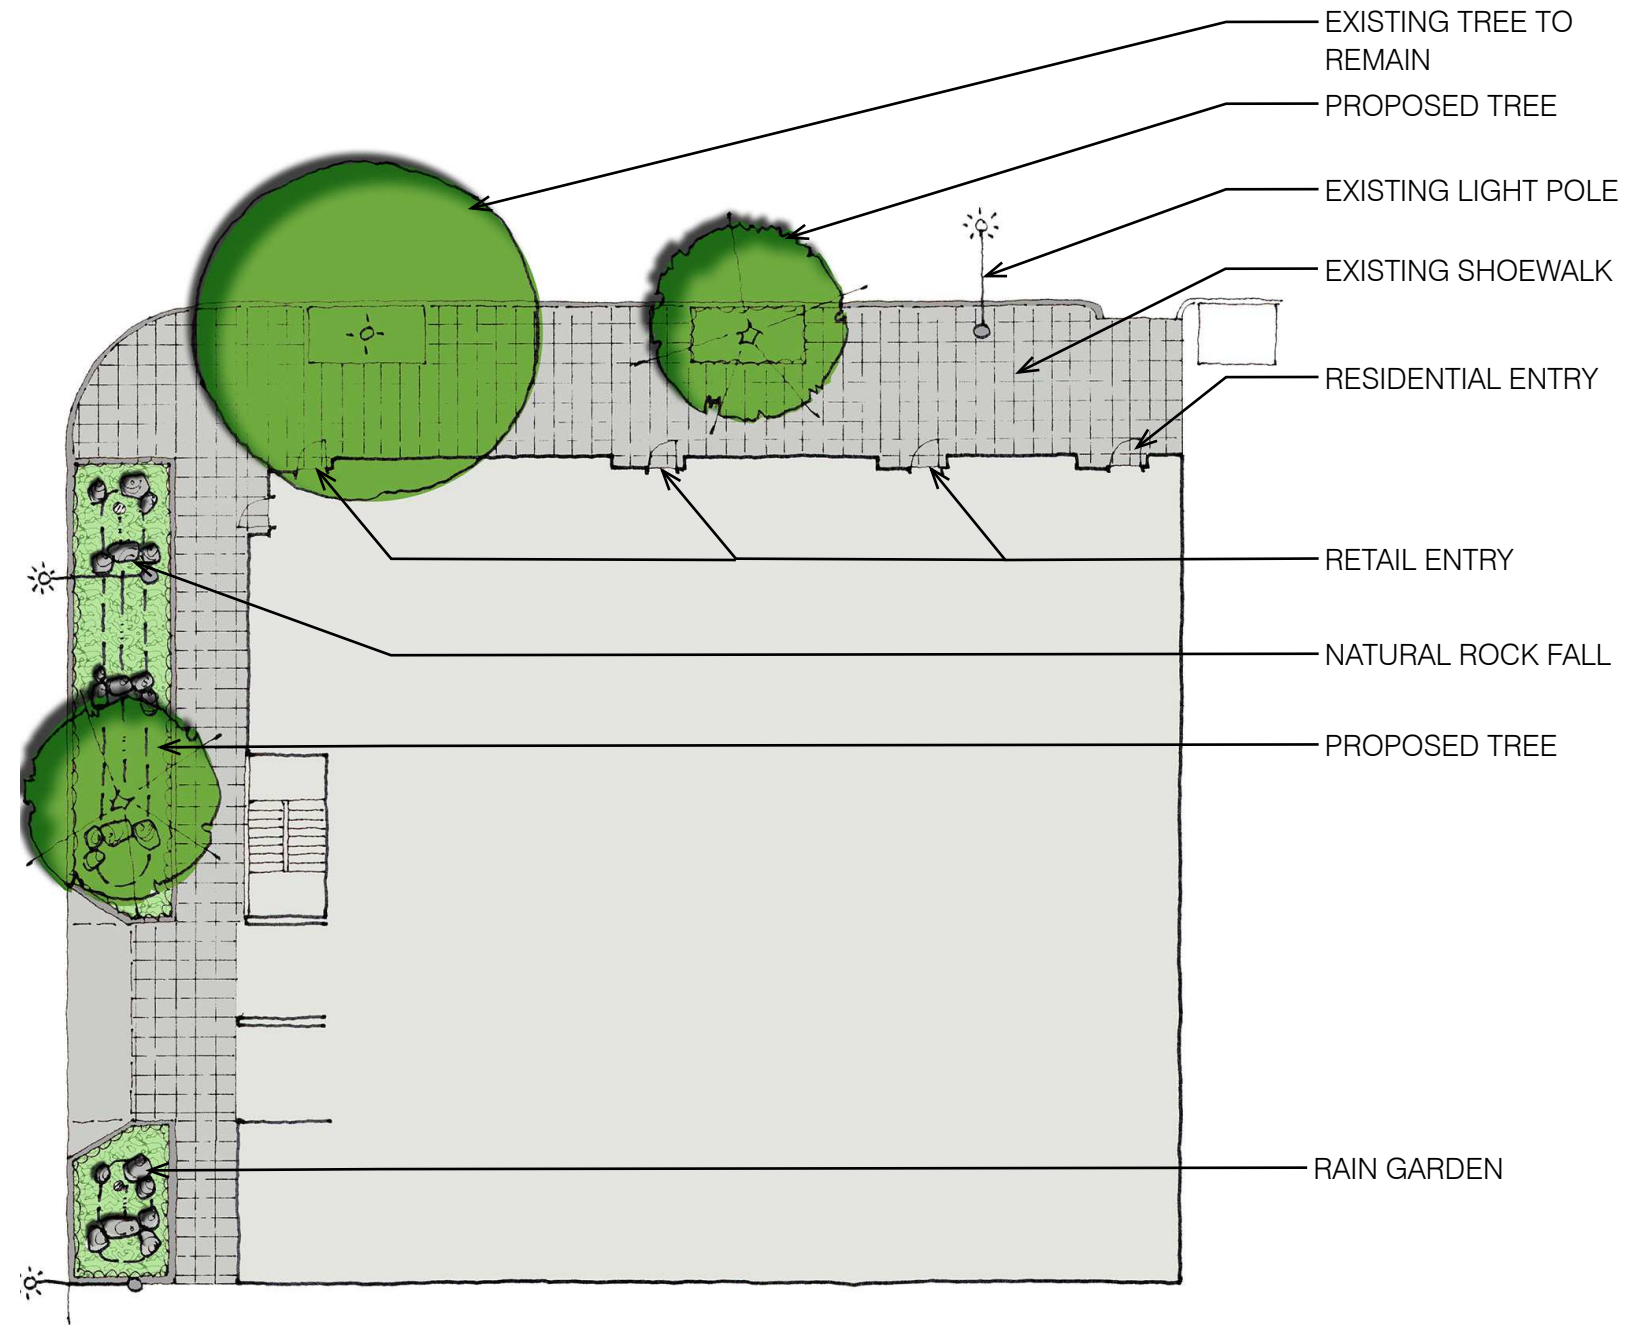 EXISTING TREE TO
REMAIN
PROPOSED TREE
EXISTING LIGHT POLE
EXISTING SHOEWALK
RESIDENTIAL ENTRY
RETAIL ENTRY
NATURAL ROCK FALL
PROPOSED TREE
RAIN GARDEN